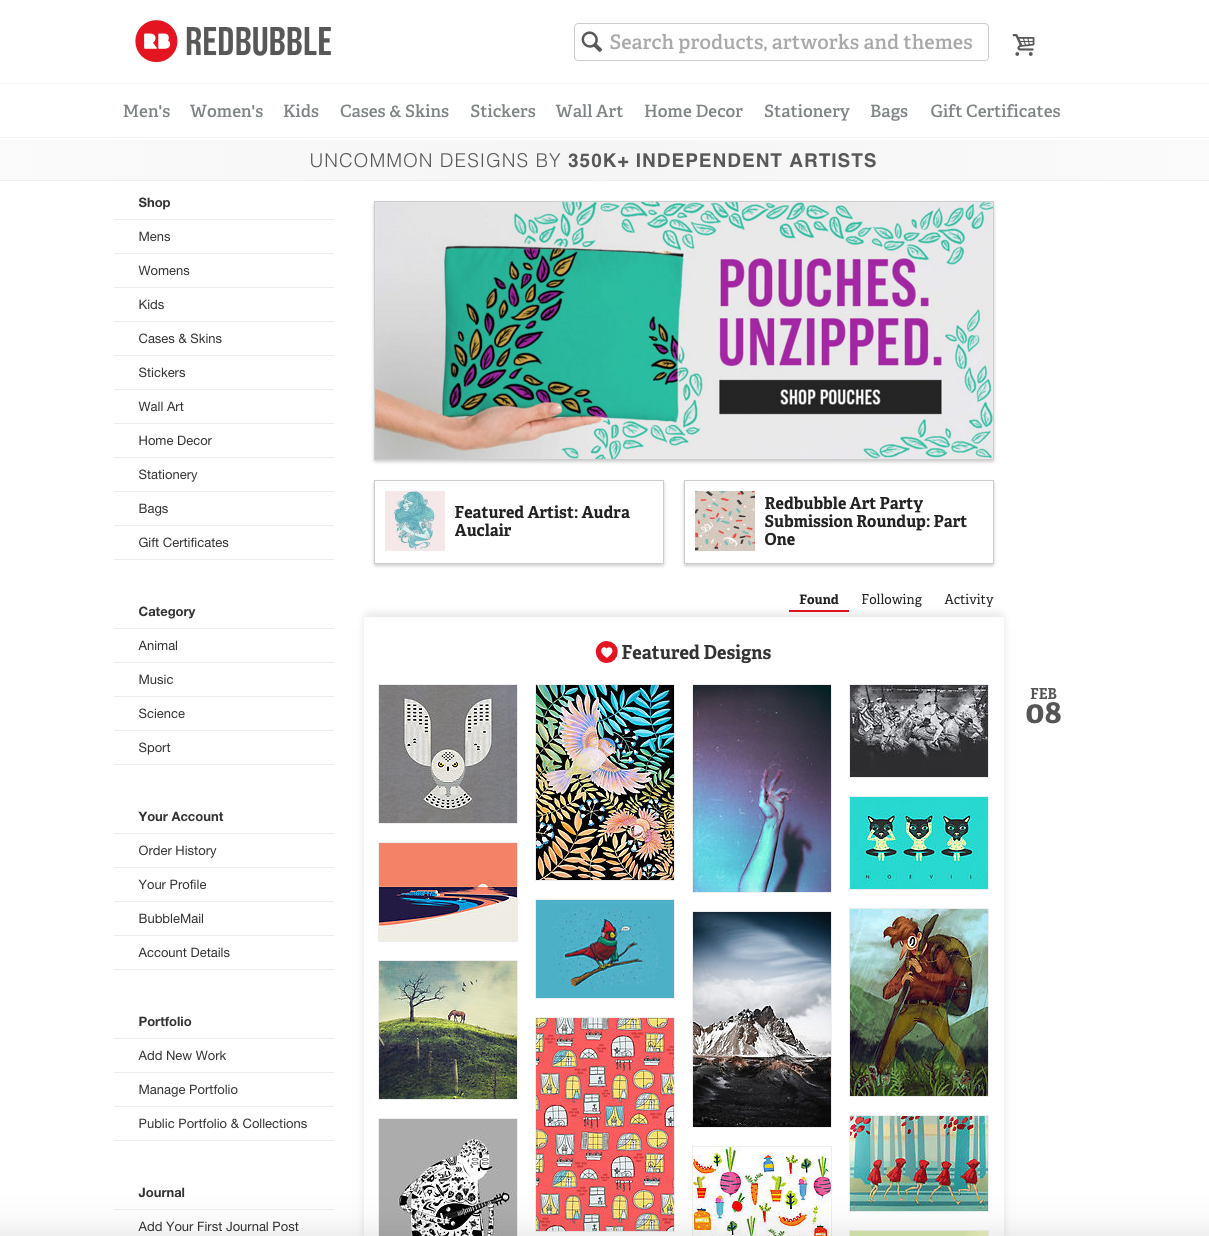 RB REDBUBBLE
Search products, artworks and themes
Men's Women's Kids Cases & Skins Stickers Wall Art Home Decor Stationery Bags Gift Certificates
UNCOMMON DESIGNS BY 350K+ INDEPENDENT ARTISTS
Shop
Mens
Womens
Kids
Cases & Skins
Stickers
Wall Art
Home Decor
Stationery
Bags
Gift Certificates
Category
Animal
Music
Science
Sport
Your Account
Order History
Your Profile
BubbleMail
Account Details
Portfolio
Add New Work
Manage Portfolio
Public Portfolio & Collections
Journal
Add Your First Journal Post
POUCHES.
UNZIPPED.
SHOP POUCHES
Featured Artist: Audra
Auclair
Redbubble Art Party
Submission Roundup: Part
One
Found Following Activity
Featured Designs
FEB
08
N O E V I L